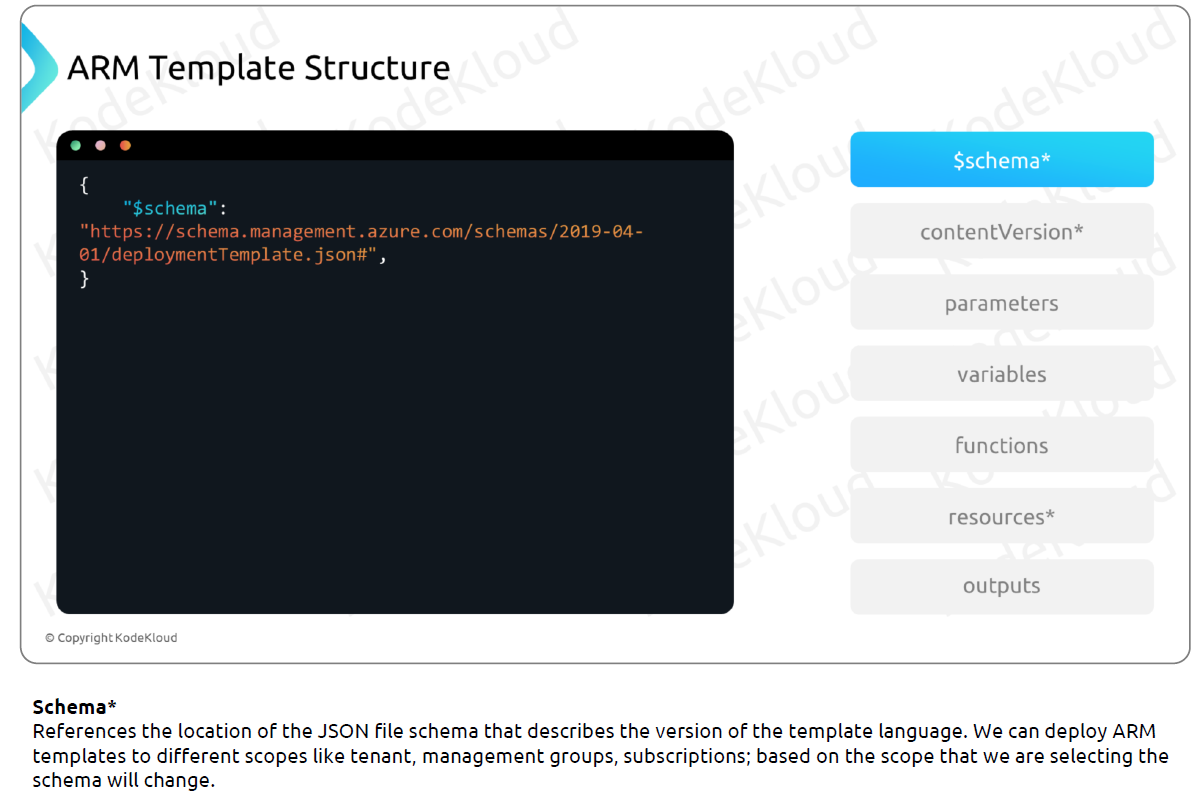 ARM Template Structure
{
"$schema":
"https://schema.management.azure.com/schemas/2019-04-
01/deploymentTemplate.json#",
}
$schema*
contentVersion*
parameters
variables
functions
resources*
outputs
© Copyright KodeKloud
Schema*
References the location of the JSON file schema that describes the version of the template language. We can deploy ARM
templates to different scopes like tenant, management groups, subscriptions; based on the scope that we are selecting the
schema will change.